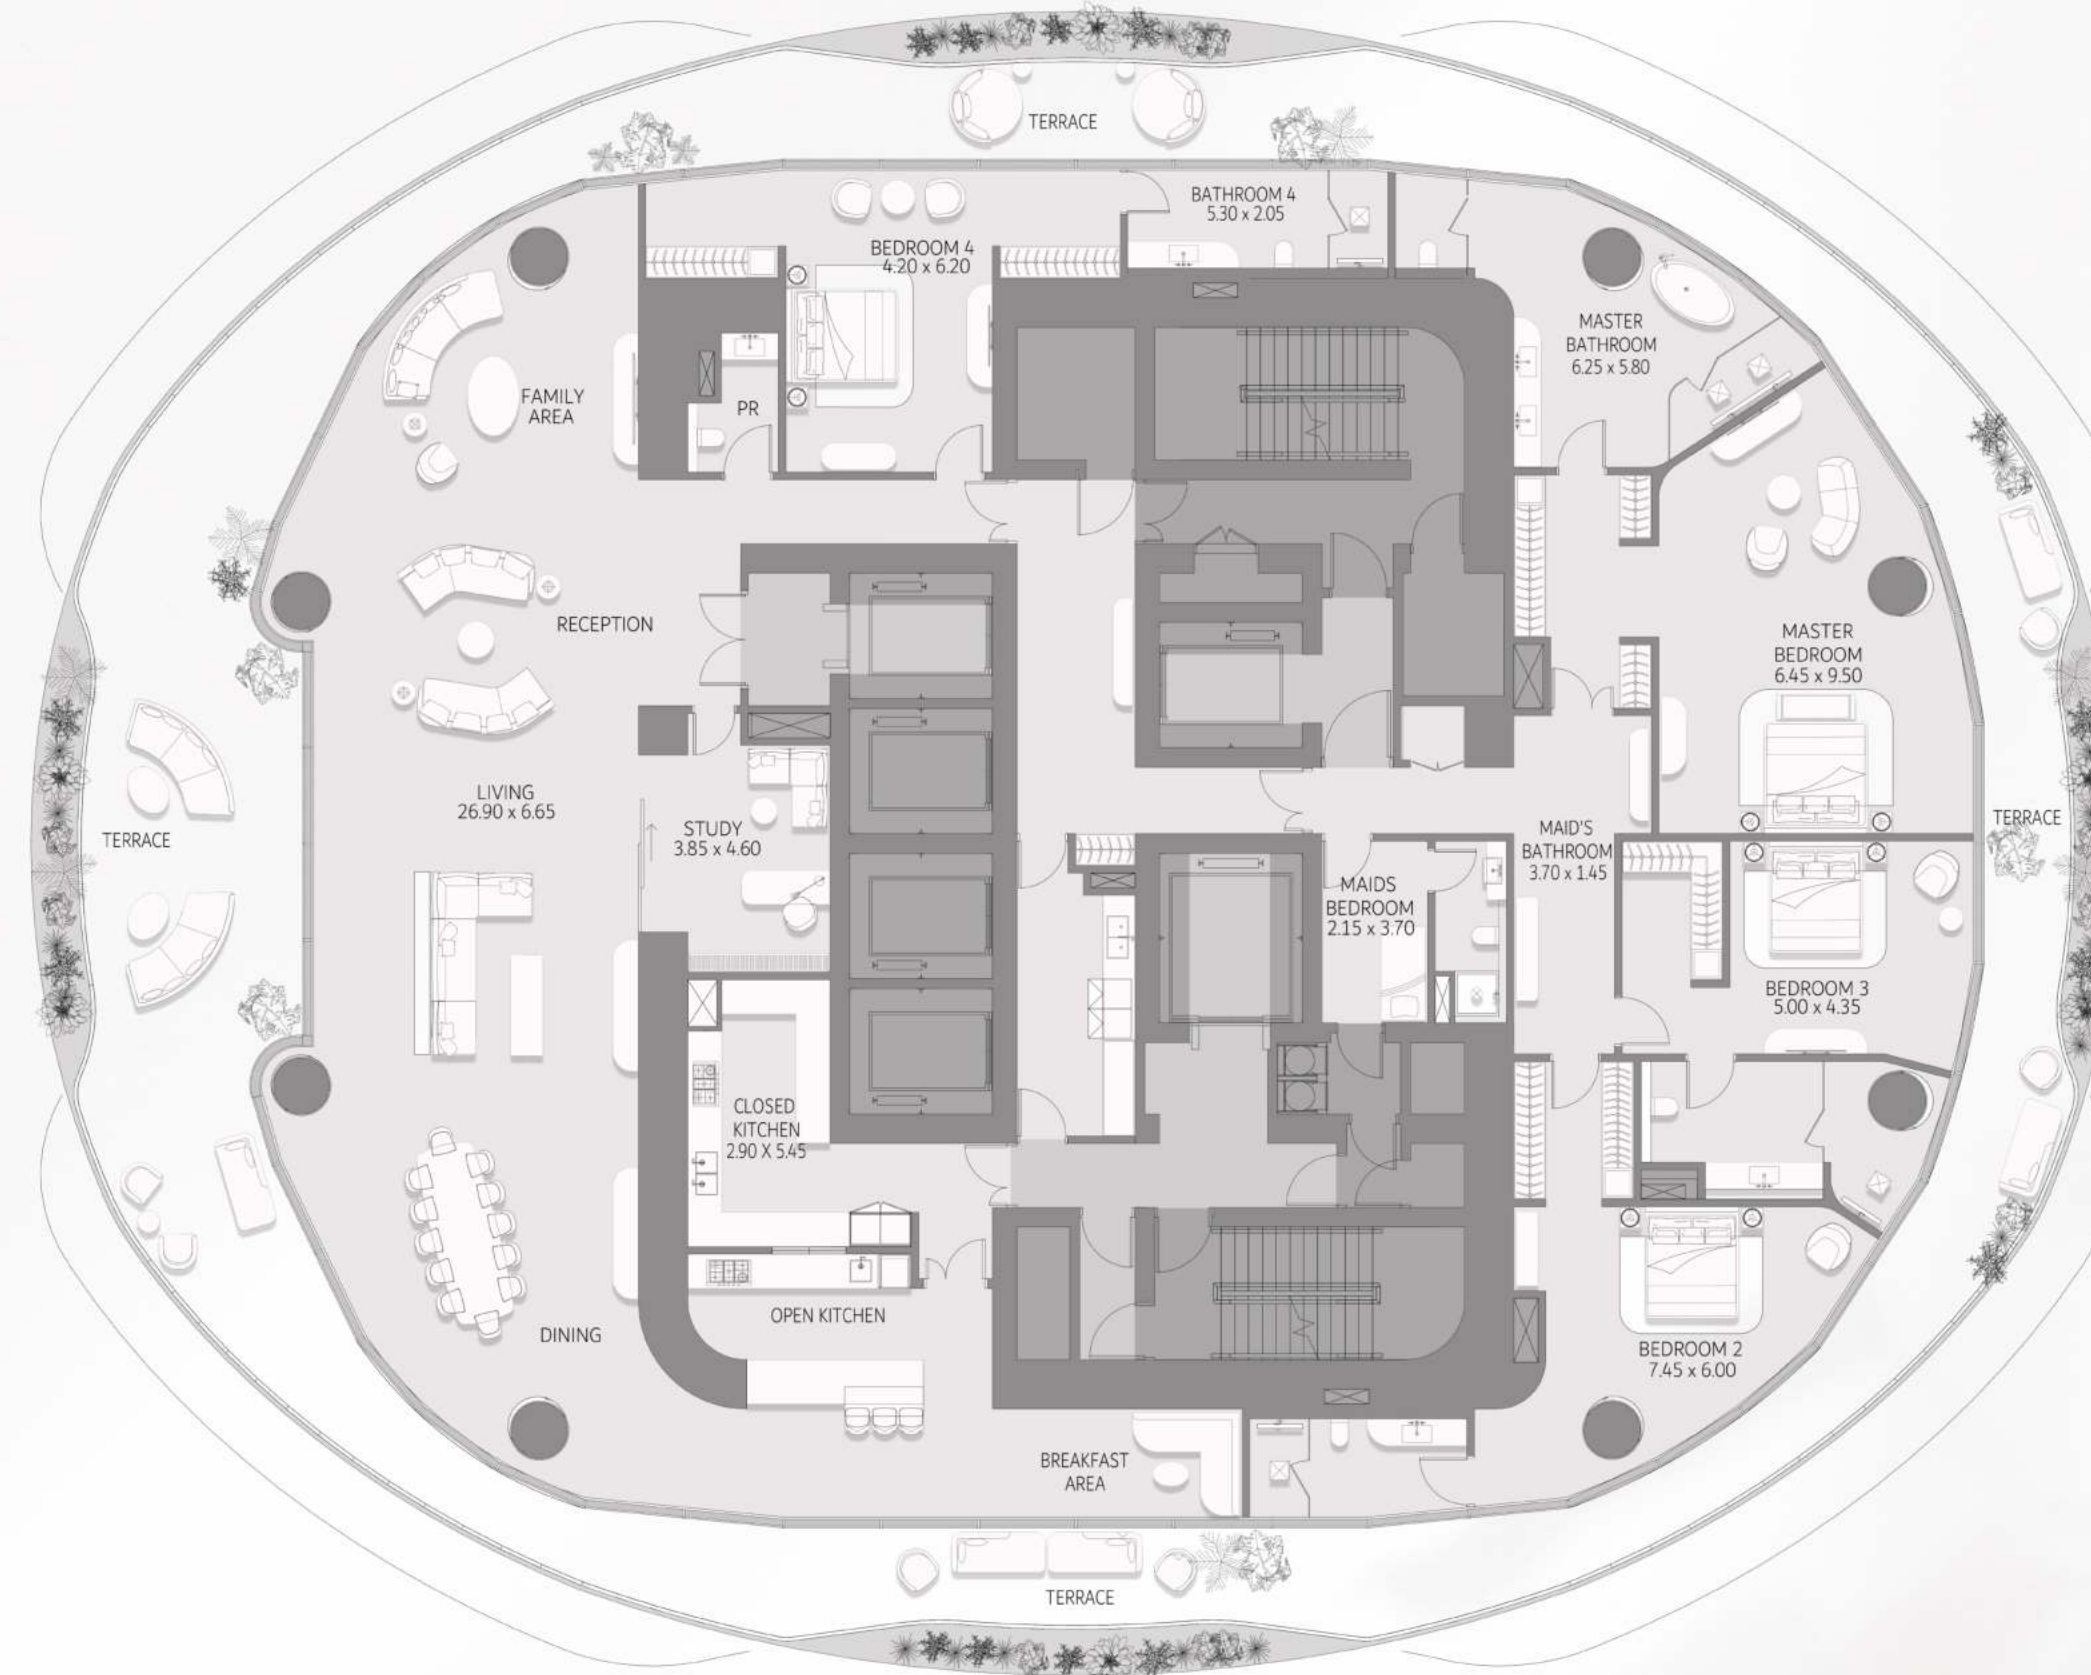 TERRACE
BATHROOM 4
5.30 x 2.05
BEDROOM 4
4.20 x 6.20
MASTER
BATHROOM
6.25 x 5.80
FAMILY
AREA
PR
RECEPTION
MASTER
BEDROOM
6.45 x 9.50
LIVING
26.90 x 6.65
TERRACE
STUDY
3.85 x 4.60
MAID'S
BATHROOM
3.70 x 1.45
TERRACE
MAIDS
BEDROOM
2.15 x 3.70
BEDROOM 3
5.00 x 4.35
CLOSED
KITCHEN
2.90 X 5.45
OPEN KITCHEN
DINING
BEDROOM 2
7.45 x 6.00
BREAKFAST
AREA
TERRACE